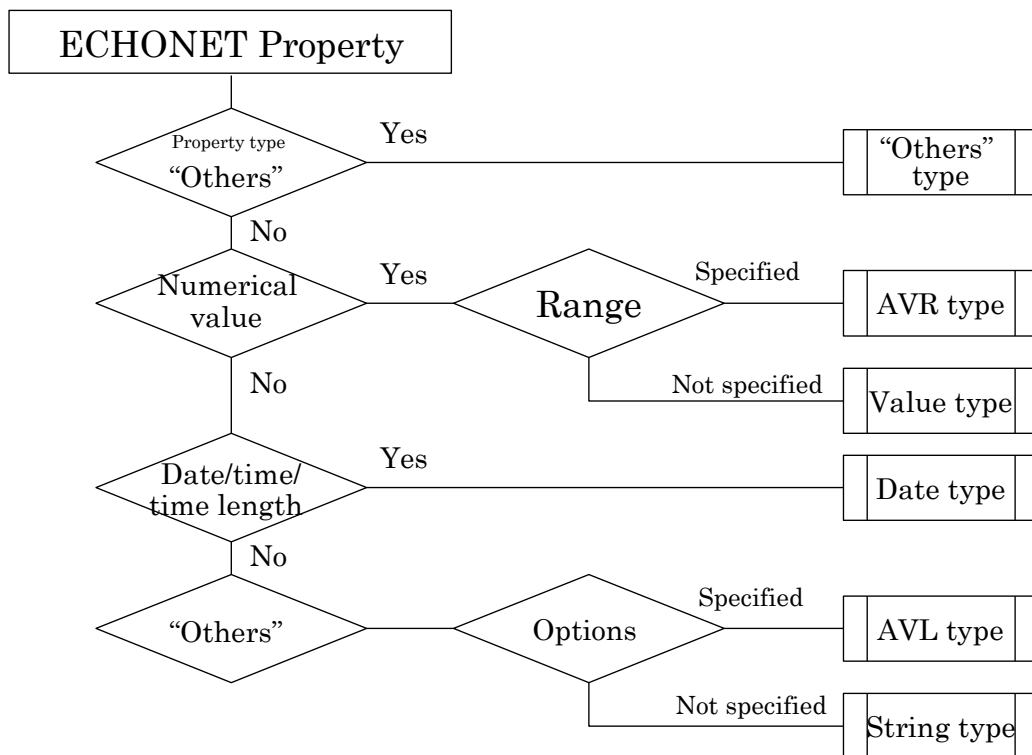 ECHONET Property
Property type
“Others”
Yes
“Others”
type
No
Numerical
value
Yes
Range
Specified
AVR type
Not specified
Value type
No
Date/time/
time length
Yes
Date type
No
“Others”
Options
Specified
AVL type
Not specified
String type